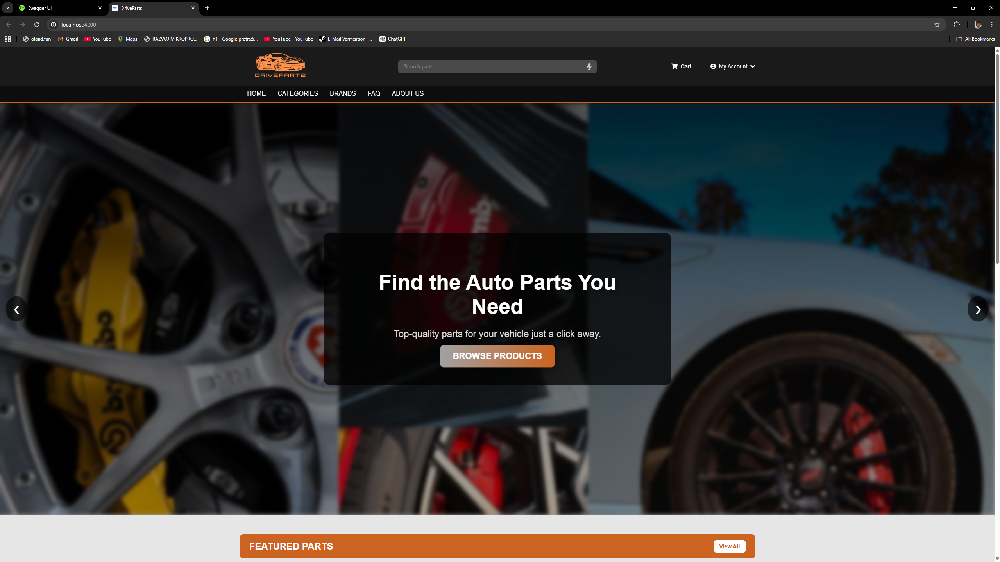 Swagger UI
DriveParts
localhost:4200
oload.fun
Gmail
YouTube
Maps
RAZVOJ MIKROPRO...
YT - Google pretraži...
YouTube - YouTube
E-Mail Verification -...
ChatGPT
All Bookmarks
DRIVEPARTZ
Search parts...
Cart
My Account
HOME
CATEGORIES
BRANDS
FAQ
ABOUT US
brembo
Find the Auto Parts You
Need
Top-quality parts for your vehicle just a click away.
BROWSE PRODUCTS
FEATURED PARTS
View All